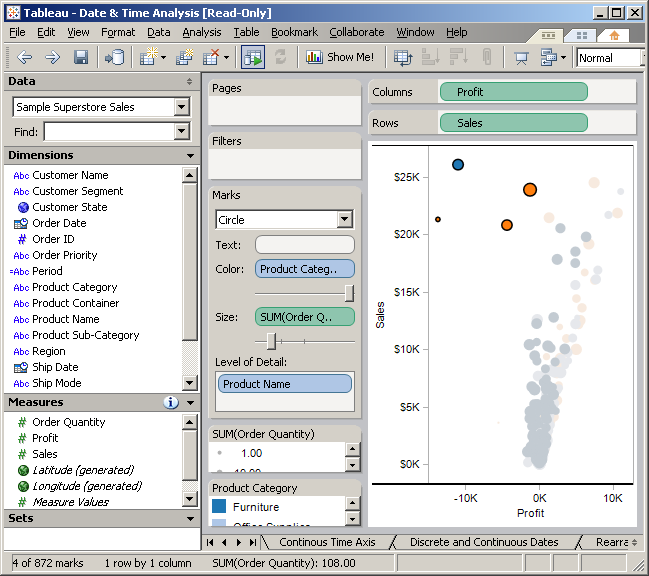 Tableau - Date & Time Analysis [Read-Only]
File Edit View Format Data Analysis Table Bookmark Collaborate Window Help
Show Me! Normal
Data
Sample Superstore Sales
Find:
Dimensions
Abc Customer Name
Abc Customer Segment
Customer State
Order Date
# Order ID
Abc Order Priority
=Abc Period
Abc Product Category
Abc Product Container
Abc Product Name
Abc Product Sub-Category
Abc Region
Ship Date
Abc Ship Mode
Measures
# Order Quantity
# Profit
# Sales
Latitude (generated)
Longitude (generated)
# Measure Values
Sets
Pages
Filters
Marks
Circle
Text:
Color: Product Categ..
Size: SUM(Order Q..
Level of Detail:
Product Name
SUM(Order Quantity)
1.00
10.00
Product Category
Furniture
Office Supplies
Columns Profit
Rows Sales
$25K
$20K
$15K
$10K
$5K
$0K
Sales
-10K 0K 10K
Profit
Continous Time Axis Discrete and Continuous Dates Rearra
4 of 872 marks 1 row by 1 column SUM(Order Quantity): 108.00